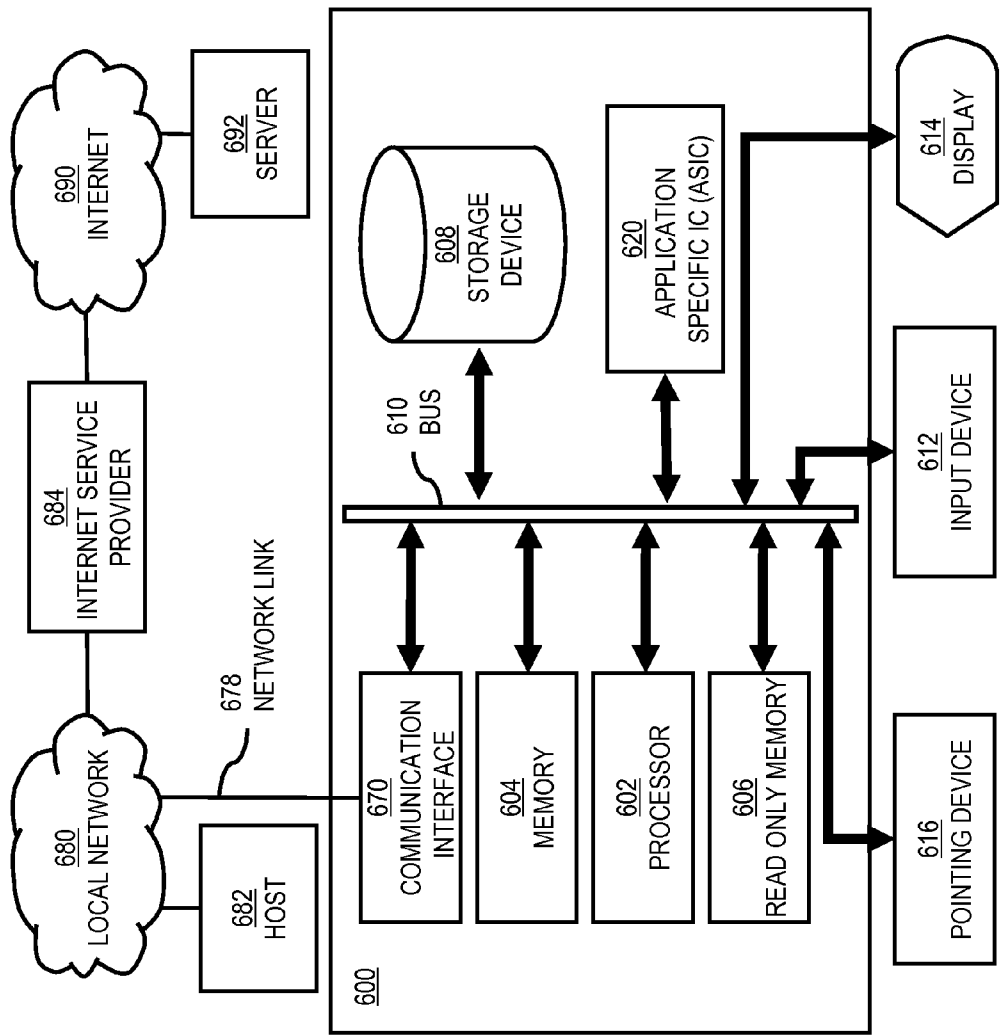 680
LOCAL NETWORK
684
INTERNET SERVICE
PROVIDER
690
INTERNET
678
NETWORK LINK
682
HOST
692
SERVER
600
670
COMMUNICATION
INTERFACE
610
BUS
608
STORAGE
DEVICE
604
MEMORY
602
PROCESSOR
620
APPLICATION
SPECIFIC IC (ASIC)
606
READ ONLY MEMORY
616
POINTING DEVICE
612
INPUT DEVICE
614
DISPLAY